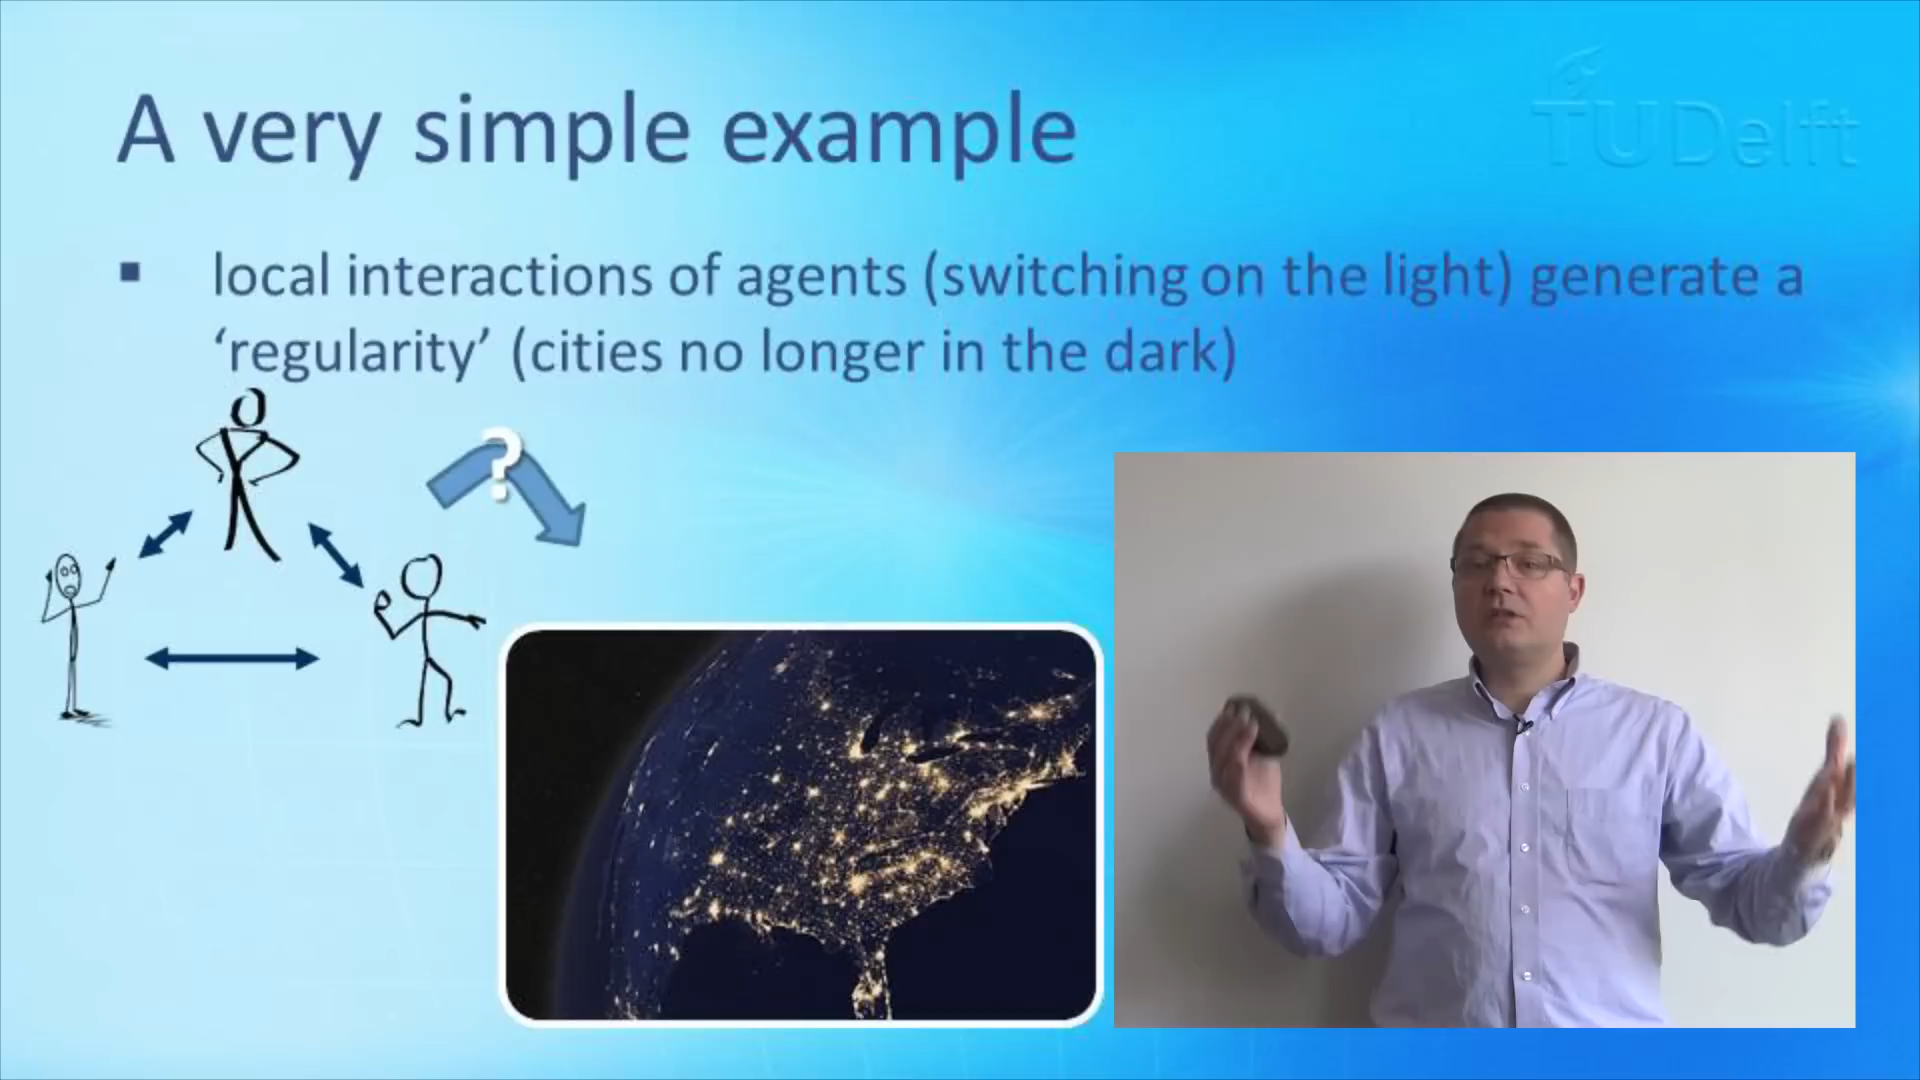 TUDelft
A very simple example
▪ local interactions of agents (switching on the light) generate a
‘regularity’ (cities no longer in the dark)
?